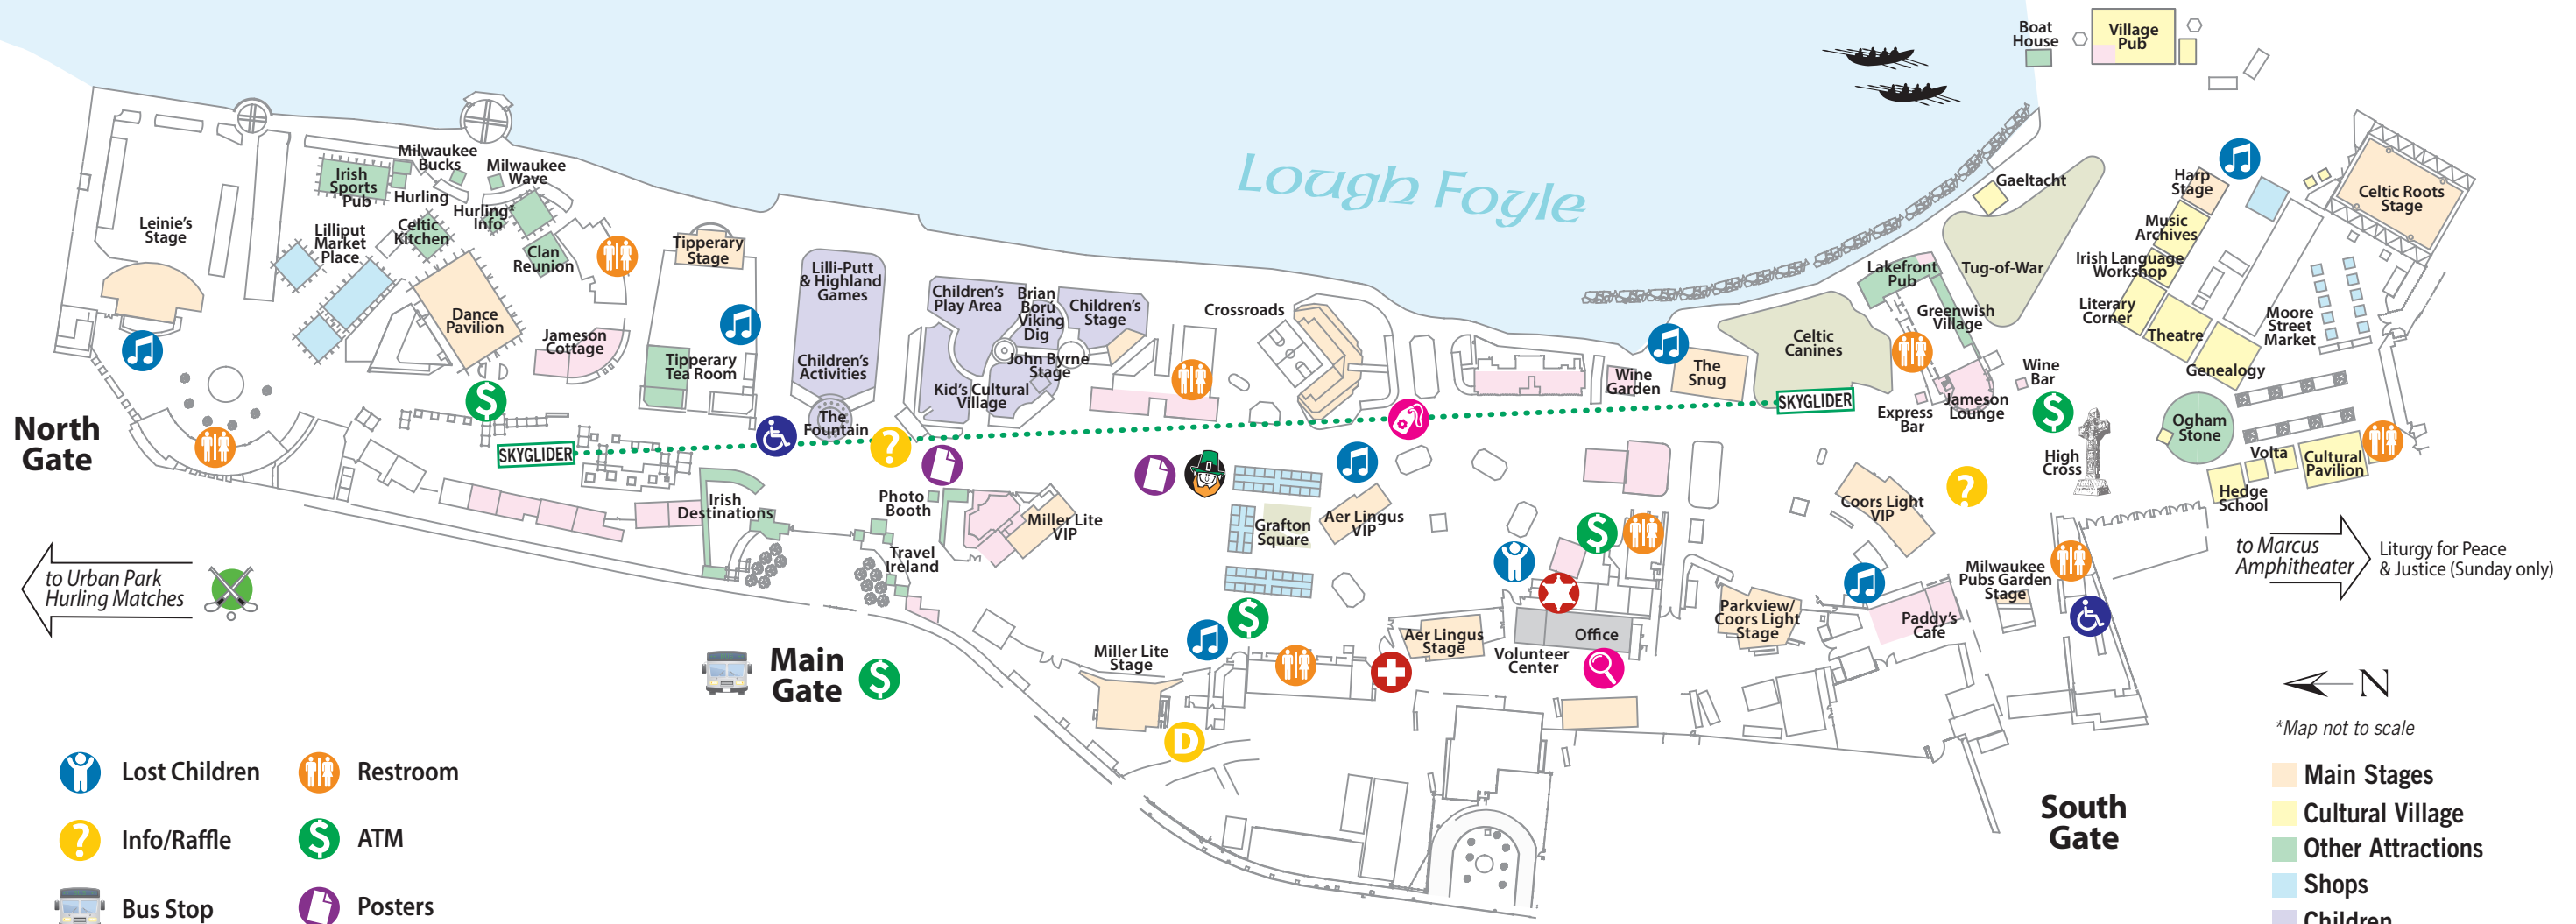 Boat
House
Village
Pub
Lough Foyle
Milwaukee
Bucks
Milwaukee
Wave
Irish
Sports
Pub
Hurling
Hurling*
Info
Celtic
Kitchen
Clan
Reunion
Leinie's
Stage
Lilliput
Market
Place
Dance
Pavilion
Jameson
Cottage
Tipperary
Stage
Tipperary
Tea Room
Lilli-Putt
& Highland
Games
Children's
Activities
The
Fountain
Children's
Play Area
Brian
Ború
Viking
Dig
Children's
Stage
John Byrne
Stage
Kid's Cultural
Village
Crossroads
Wine
Garden
The
Snug
Celtic
Canines
Lakefront
Pub
Greenwish
Village
Gaeltacht
Tug-of-War
Harp
Stage
Music
Archives
Irish Language
Workshop
Literary
Corner
Theatre
Genealogy
Moore
Street
Market
Celtic Roots
Stage
Express
Bar
Jameson
Lounge
Wine
Bar
$
High
Cross
Ogham
Stone
Volta
Cultural
Pavilion
Hedge
School
SKYGLIDER
SKYGLIDER
North
Gate
$
?
Irish
Destinations
Photo
Booth
Travel
Ireland
Miller Lite
VIP
Grafton
Square
Aer Lingus
VIP
$
Coors Light
VIP
?
Milwaukee
Pubs Garden
Stage
Paddy's
Cafe
Parkview/
Coors Light
Stage
Office
Volunteer
Center
Aer Lingus
Stage
$
Miller Lite
Stage
D
to Urban Park
Hurling Matches
to Marcus
Amphitheater
Liturgy for Peace
& Justice (Sunday only)
Main
Gate
$
South
Gate
N
*Map not to scale
Lost Children
Restroom
? Info/Raffle
$ ATM
Bus Stop
Posters
Main Stages
Cultural Village
Other Attractions
Shops
Children